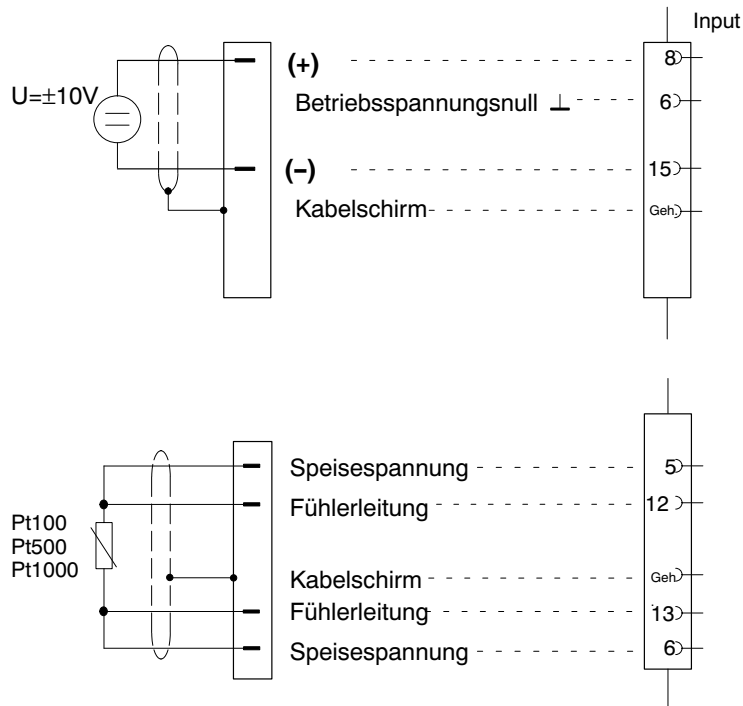 Input
(+) 8
U=±10V
Betriebsspannungsnull ⊥ 6
(−) 15
Kabelschirm Geh.
Speisespannung 5
Fühlerleitung 12
Pt100
Pt500
Pt1000
Kabelschirm Geh.
Fühlerleitung 13
Speisespannung 6